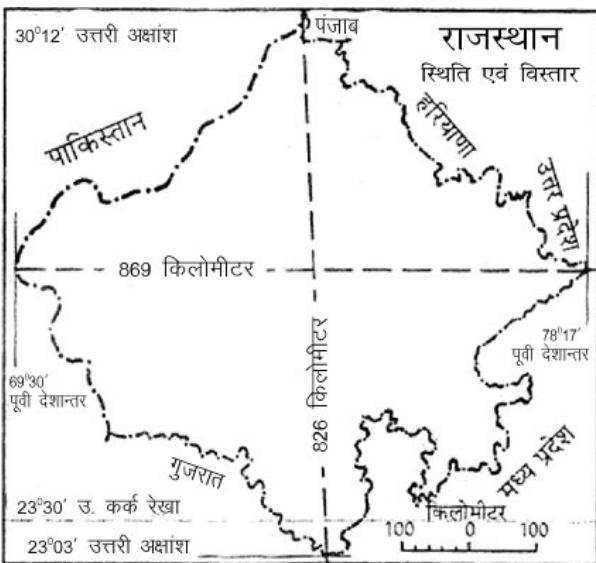 30°12' उत्तरी अक्षांश
पंजाब
राजस्थान
स्थिति एवं विस्तार
पाकिस्तान
हरियाणा
उत्तर प्रदेश
869 किलोमीटर
826 किलोमीटर
78°17'
पूर्वी देशान्तर
69°30'
पूर्वी देशान्तर
गुजरात
मध्य प्रदेश
23°30' उ. कर्क रेखा
किलोमीटर
100 0 100
23°03' उत्तरी अक्षांश